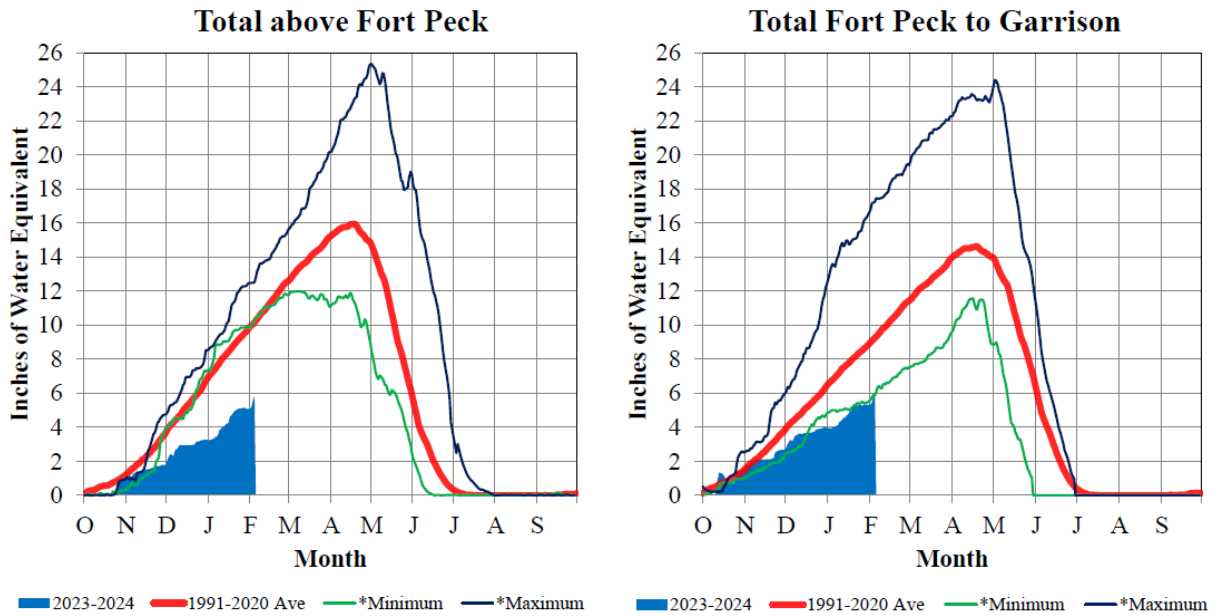 Total above Fort Peck
Inches of Water Equivalent
26
24
22
20
18
16
14
12
10
8
6
4
2
0
O N D J F M A M J J A S
Month
2023-2024 1991-2020 Ave *Minimum *Maximum
Total Fort Peck to Garrison
Inches of Water Equivalent
26
24
22
20
18
16
14
12
10
8
6
4
2
0
O N D J F M A M J J A S
Month
2023-2024 1991-2020 Ave *Minimum *Maximum